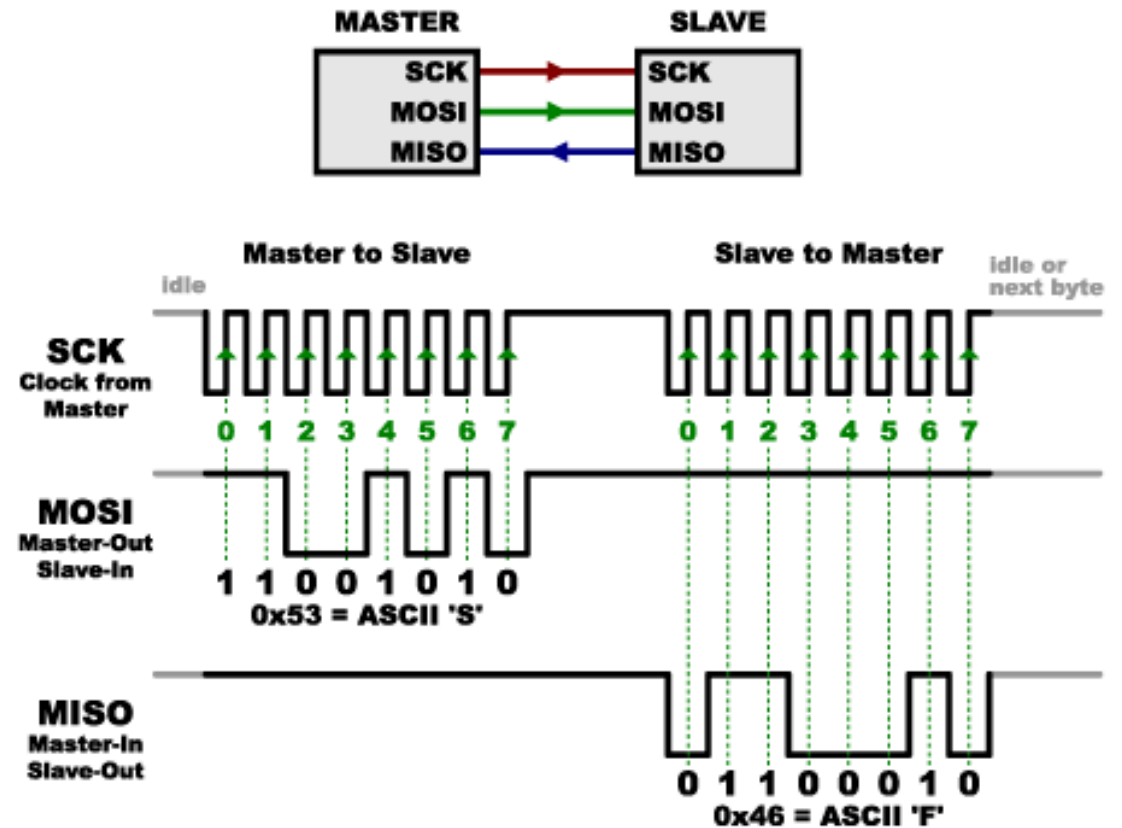 MASTER SLAVE
SCK SCK
MOSI MOSI
MISO MISO
Master to Slave Slave to Master
idle
idle or
next byte
SCK
Clock from
Master
0 1 2 3 4 5 6 7 0 1 2 3 4 5 6 7
MOSI
Master-Out
Slave-In
1 1 0 0 1 0 1 0
0x53 = ASCII 'S'
MISO
Master-In
Slave-Out
0 1 1 0 0 0 1 0
0x46 = ASCII 'F'